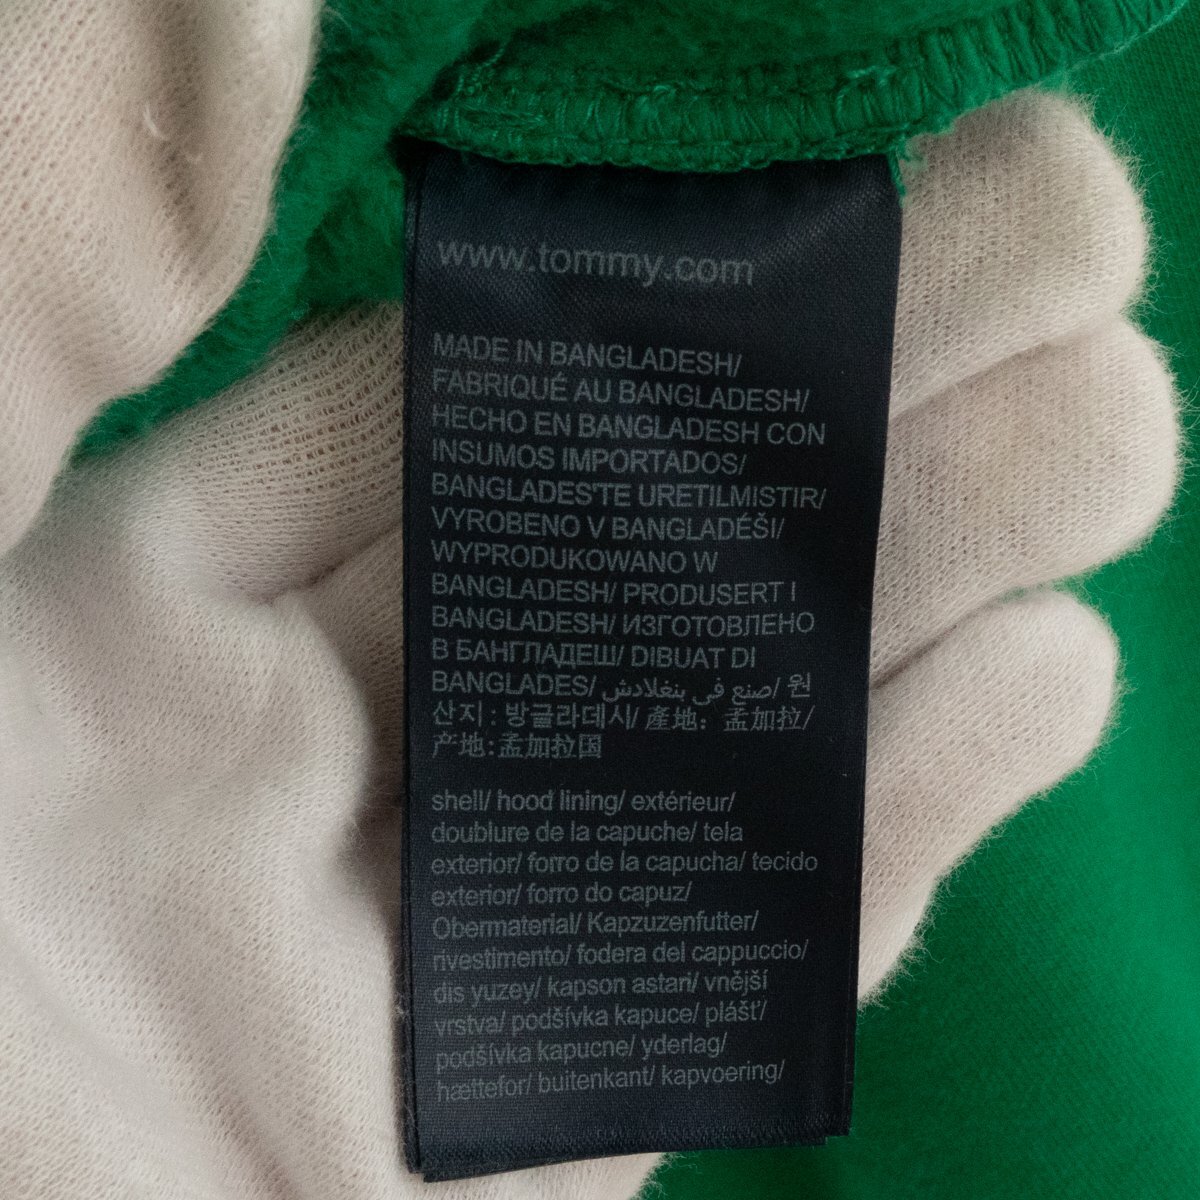 www.tommy.com
MADE IN BANGLADESH/
FABRIQUÉ AU BANGLADESH/
HECHO EN BANGLADESH CON
INSUMOS IMPORTADOS/
BANGLADES'TE URETILMISTIR/
VYROBENO V BANGLADÉŠI/
WYPRODUKOWANO W
BANGLADESH/ PRODUSERT I
BANGLADESH/ ИЗГОТОВЛЕНО
В БАНГЛАДЕШ/ DIBUAT DI
BANGLADES/ صنع في بنغلادش/ 원
산지: 방글라데시/ 產地: 孟加拉/
产地:孟加拉国
shell/ hood lining/ extérieur/
doublure de la capuche/ tela
exterior/ forro de la capucha/ tecido
exterior/ forro do capuz/
Obermaterial/ Kapzuzenfutter/
rivestimento/ fodera del cappuccio/
dis yuzey/ kapson astari/ vnější
vrstva/ podšívka kapuce/ plášť/
podšívka kapucne/ yderlag/
hættefor/ buitenkant/ kapvoering/